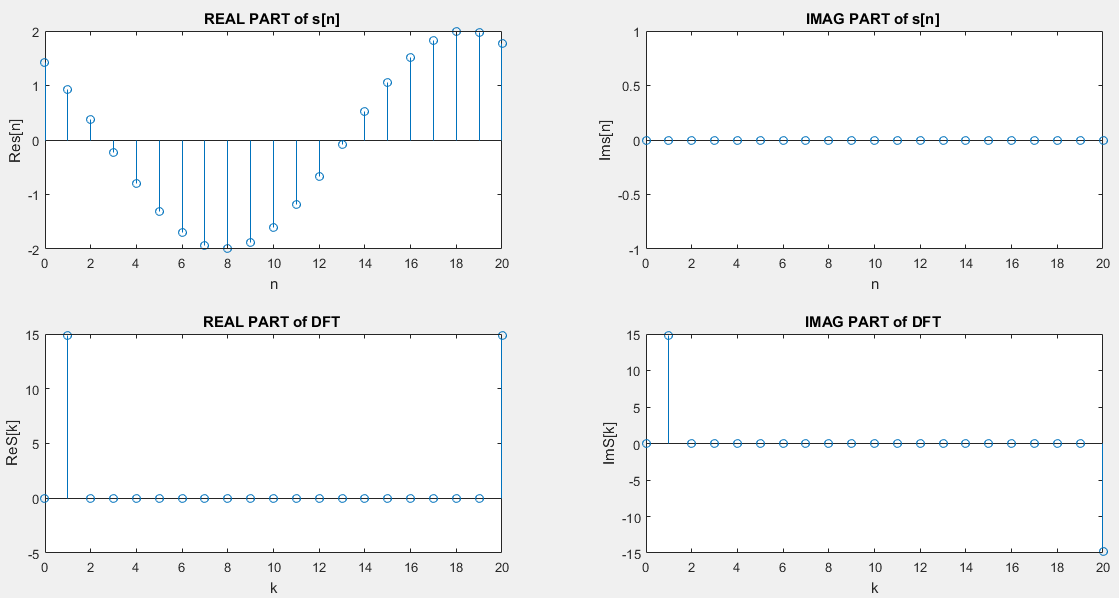 REAL PART of s[n]
2
1
0
-1
-2
Res[n]
0 2 4 6 8 10 12 14 16 18 20
n
IMAG PART of s[n]
1
0.5
0
-0.5
-1
Ims[n]
0 2 4 6 8 10 12 14 16 18 20
n
REAL PART of DFT
15
10
5
0
-5
ReS[k]
0 2 4 6 8 10 12 14 16 18 20
k
IMAG PART of DFT
15
10
5
0
-5
-10
-15
ImS[k]
0 2 4 6 8 10 12 14 16 18 20
k